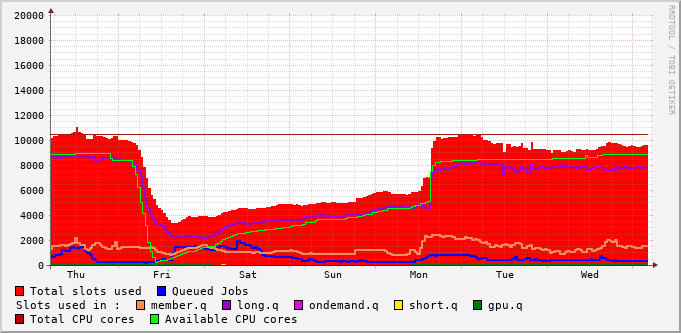 RRDTOOL / TOBI OETIKER
20000
18000
16000
14000
12000
10000
8000
6000
4000
2000
0
Thu Fri Sat Sun Mon Tue Wed
Total slots used Queued Jobs
Slots used in : member.q long.q ondemand.q short.q gpu.q
Total CPU cores Available CPU cores